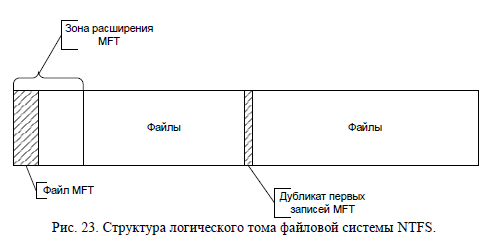 Зона расширения
MFT
Файлы
Файлы
Файл MFT
Дубликат первых
записей MFT
Рис. 23. Структура логического тома файловой системы NTFS.